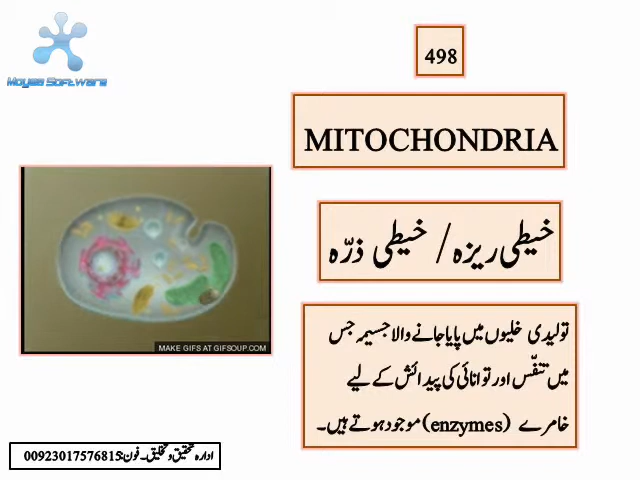 Moyea Software
498
MITOCHONDRIA
خیطی ریزہ / خیطی ذرّہ
تولیدی خلیوں میں پایا جانے والا جسیمہ جس
میں تنفّس اور توانائی کی پیدائش کے لیے
خامرے (enzymes) موجود ہوتے ہیں۔
MAKE GIFS AT GIFSOUP.COM
ادارہ تحقیق و تخلیق۔ فون:00923017576815